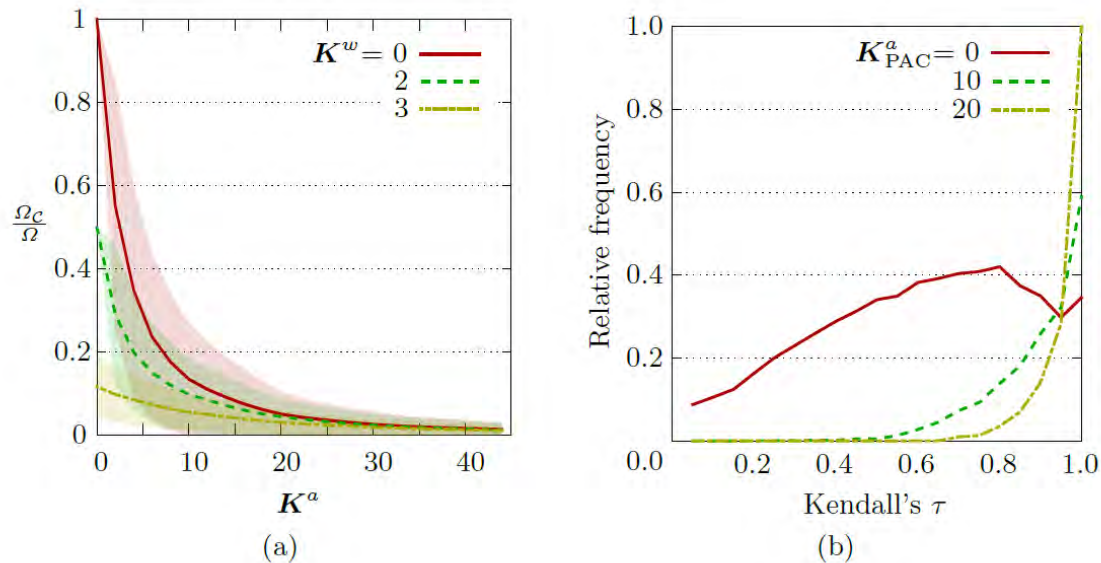 1
0.8
0.6
0.4
0.2
0
Ω_C/Ω
K^w = 0
2
3
0 10 20 30 40
K^a
(a)
1.0
0.8
0.6
0.4
0.2
0.0
Relative frequency
K^a_PAC = 0
10
20
0.2 0.4 0.6 0.8 1.0
Kendall's τ
(b)